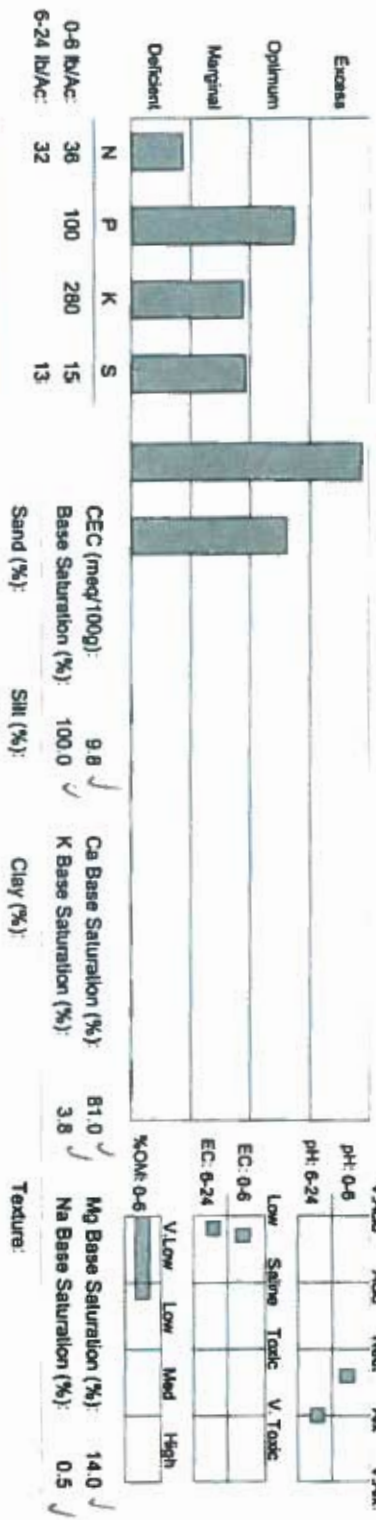 Excess
Optimum
Marginal
Deficient
N P K S
0-6 lb/Ac: 36 100 280 15
6-24 lb/Ac: 32 13
CEC (meq/100g): 9.8 Ca Base Saturation (%): 81.0 Mg Base Saturation (%): 14.0
Base Saturation (%): 100.0 K Base Saturation (%): 3.8 Na Base Saturation (%): 0.5
Sand (%): Silt (%): Clay (%): Texture:
pH: 0-6
pH: 6-24
Low Saline Toxic V. Toxic
EC: 0-6
EC: 6-24
V.Low Low Med High
%OM: 0-6